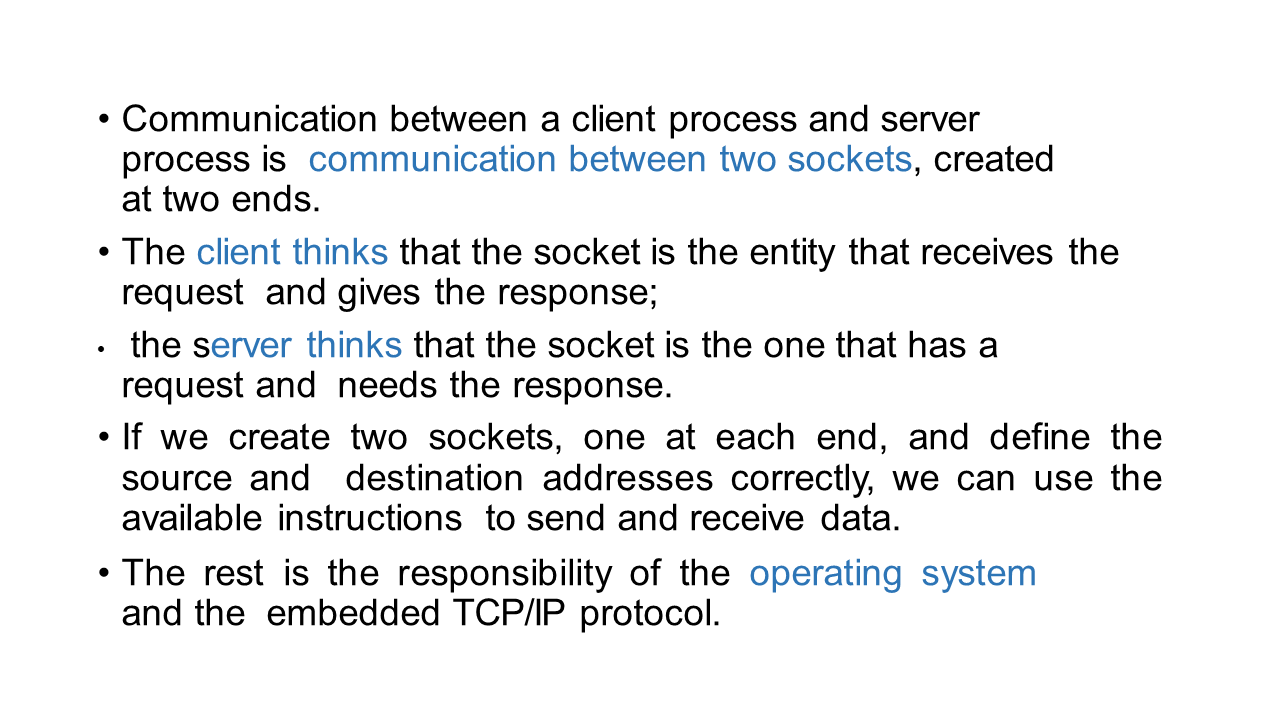 • Communication between a client process and server
process is  communication between two sockets, created
at two ends.
• The client thinks that the socket is the entity that receives the
request  and gives the response;
•  the server thinks that the socket is the one that has a
request and  needs the response.
• If we create two sockets, one at each end, and define the
source and  destination addresses correctly, we can use the
available instructions  to send and receive data.
• The rest is the responsibility of the operating system
and the  embedded TCP/IP protocol.